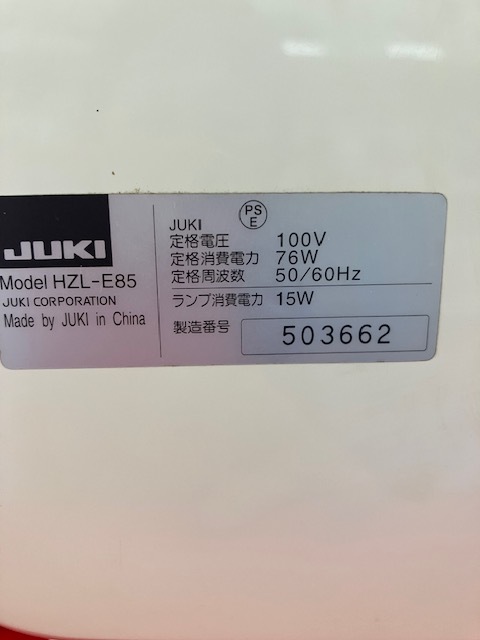 JUKI
Model HZL-E85
JUKI CORPORATION
Made by JUKI in China
JUKI
PS
E
定格電圧 100V
定格消費電力 76W
定格周波数 50/60Hz
ランプ消費電力 15W
製造番号 503662